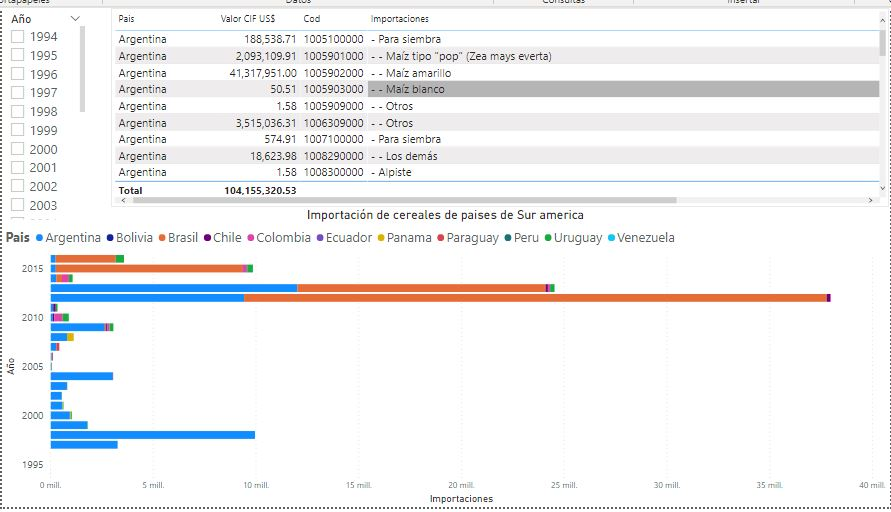 Datos Consultas Insertar
Año
1994
1995
1996
1997
1998
1999
2000
2001
2002
2003
Pais Valor CIF US$ Cod Importaciones
Argentina 188,538.71 1005100000 - Para siembra
Argentina 2,093,109.91 1005901000 - - Maíz tipo "pop" (Zea mays everta)
Argentina 41,317,951.00 1005902000 - - Maíz amarillo
Argentina 50.51 1005903000 - - Maíz blanco
Argentina 1.58 1005909000 - - Otros
Argentina 3,515,036.31 1006309000 - - Otros
Argentina 574.91 1007100000 - Para siembra
Argentina 18,623.98 1008290000 - - Los demás
Argentina 1.58 1008300000 - Alpiste
Total 104,155,320.53
Importación de cereales de paises de Sur america
Pais Argentina Bolivia Brasil Chile Colombia Ecuador Panama Paraguay Peru Uruguay Venezuela
2015
2010
2005
2000
1995
Año
0 mill. 5 mill. 10 mill. 15 mill. 20 mill. 25 mill. 30 mill. 35 mill. 40 mill.
Importaciones